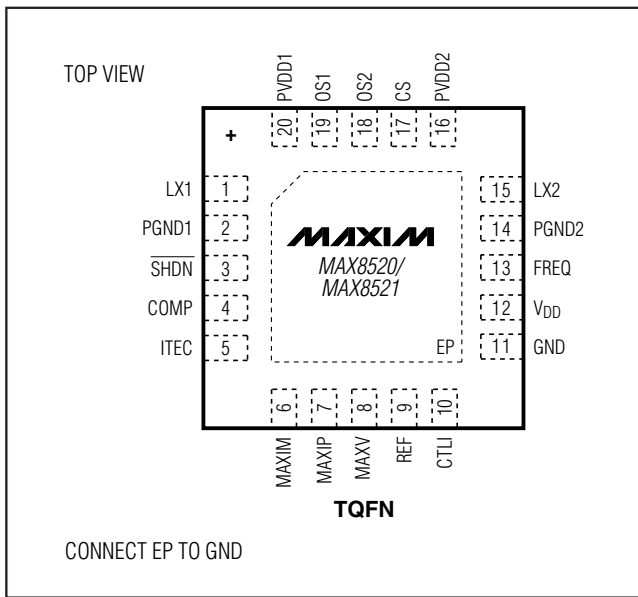 TOP VIEW
PVDD1
OS1
OS2
CS
PVDD2
20
19
18
17
16
+
LX1 1
PGND1 2
SHDN 3
COMP 4
ITEC 5
MAXIM
MAX8520/
MAX8521
EP
15 LX2
14 PGND2
13 FREQ
12 VDD
11 GND
6
7
8
9
10
MAXIM
MAXIP
MAXV
REF
CTLI
TQFN
CONNECT EP TO GND